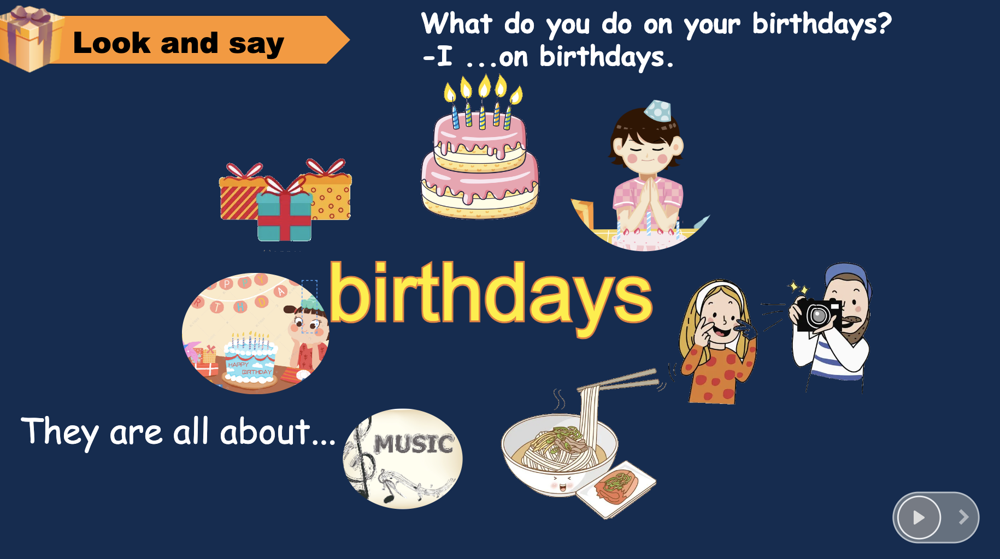 Look and say
What do you do on your birthdays?
-I ...on birthdays.
birthdays
HAPPY
BIRTHDAY
They are all about...
MUSIC